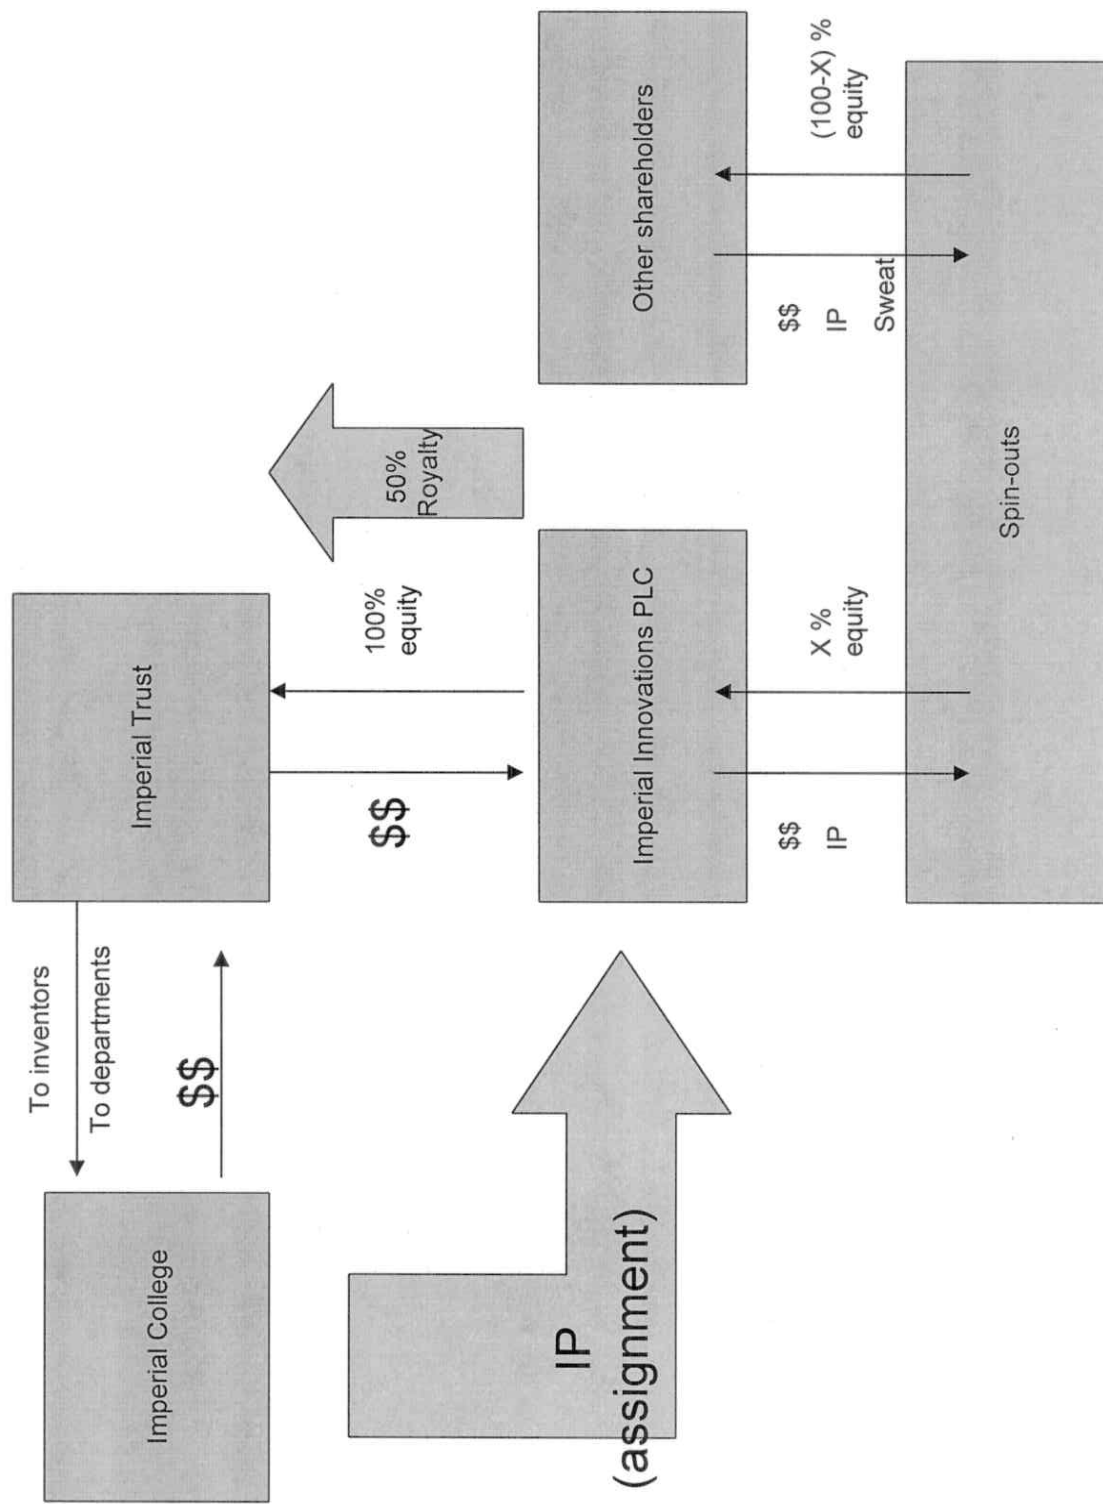 Imperial College
To inventors
To departments
$$
Imperial Trust
$$
100%
equity
50%
Royalty
IP
(assignment)
Imperial Innovations PLC
Other shareholders
$$
IP
X %
equity
$$
IP
Sweat
(100-X) %
equity
Spin-outs